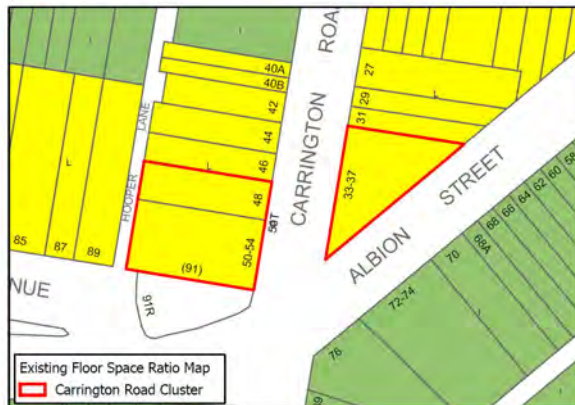 40A
40B
42
44
46
48
50-54
(91)
91R
HOOPER LANE
CARRINGTON ROA
27
29
31
33-37
ALBION STREET
85
87
89
NUE
76
72-74
70
68A
68
66
64
62
60
58
Existing Floor Space Ratio Map
Carrington Road Cluster